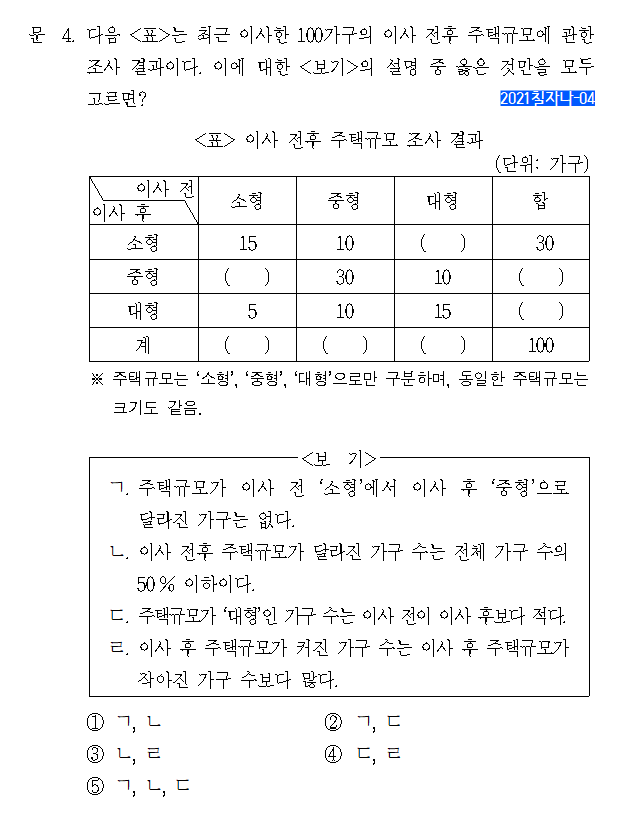 문 4. 다음 <표>는 최근 이사한 100가구의 이사 전후 주택규모에 관한
조사 결과이다. 이에 대한 <보기>의 설명 중 옳은 것만을 모두
고르면? 2021칠자나-04
<표> 이사 전후 주택규모 조사 결과
(단위: 가구)
이사 전 이사 후 소형 중형 대형 합
소형 15 10 ( ) 30
중형 ( ) 30 10 ( )
대형 5 10 15 ( )
계 ( ) ( ) ( ) 100
※ 주택규모는 ‘소형’, ‘중형’, ‘대형’으로만 구분하며, 동일한 주택규모는
크기도 같음.
<보 기>
ㄱ. 주택규모가 이사 전 ‘소형’에서 이사 후 ‘중형’으로
달라진 가구는 없다.
ㄴ. 이사 전후 주택규모가 달라진 가구 수는 전체 가구 수의
50% 이하이다.
ㄷ. 주택규모가 ‘대형’인 가구 수는 이사 전이 이사 후보다 적다.
ㄹ. 이사 후 주택규모가 커진 가구 수는 이사 후 주택규모가
작아진 가구 수보다 많다.
① ㄱ, ㄴ ② ㄱ, ㄷ
③ ㄴ, ㄹ ④ ㄷ, ㄹ
⑤ ㄱ, ㄴ, ㄷ